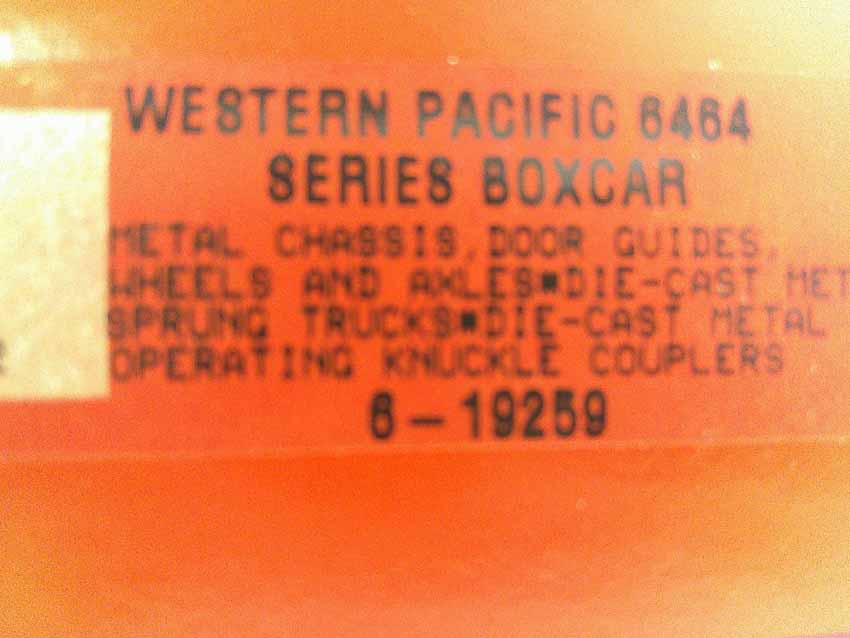 WESTERN PACIFIC 6464
SERIES BOXCAR
METAL CHASSIS, DOOR GUIDES,
WHEELS AND AXLES■DIE-CAST MET
SPRUNG TRUCKS■DIE-CAST METAL
OPERATING KNUCKLE COUPLERS
6-19259